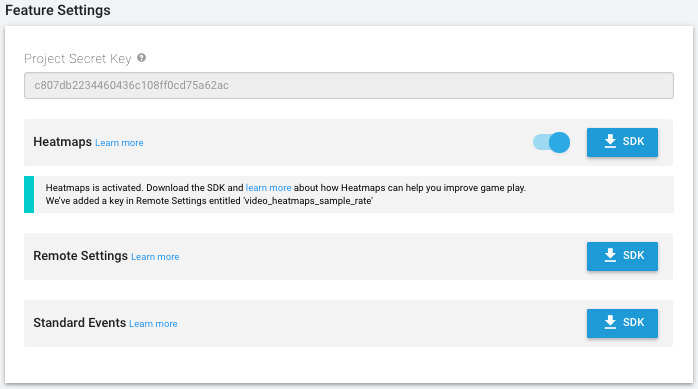 Feature Settings
Project Secret Key
c807db2234460436c108ff0cd75a62ac
Heatmaps Learn more
SDK
Heatmaps is activated. Download the SDK and learn more about how Heatmaps can help you improve game play.
We've added a key in Remote Settings entitled 'video_heatmaps_sample_rate'
Remote Settings Learn more
SDK
Standard Events Learn more
SDK